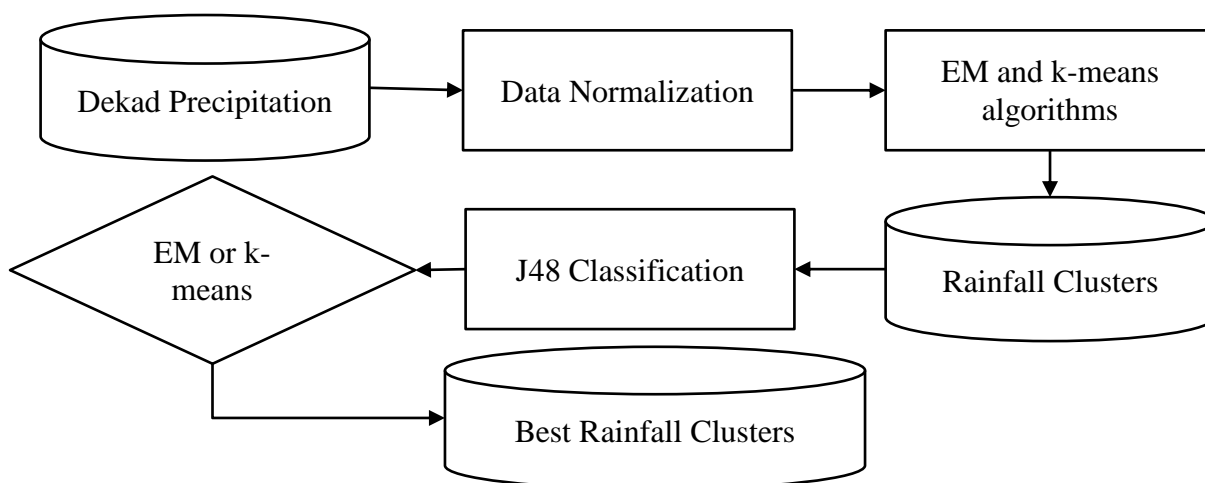 Dekad Precipitation
Data Normalization
EM and k-means
algorithms
Rainfall Clusters
J48 Classification
EM or k-
means
Best Rainfall Clusters